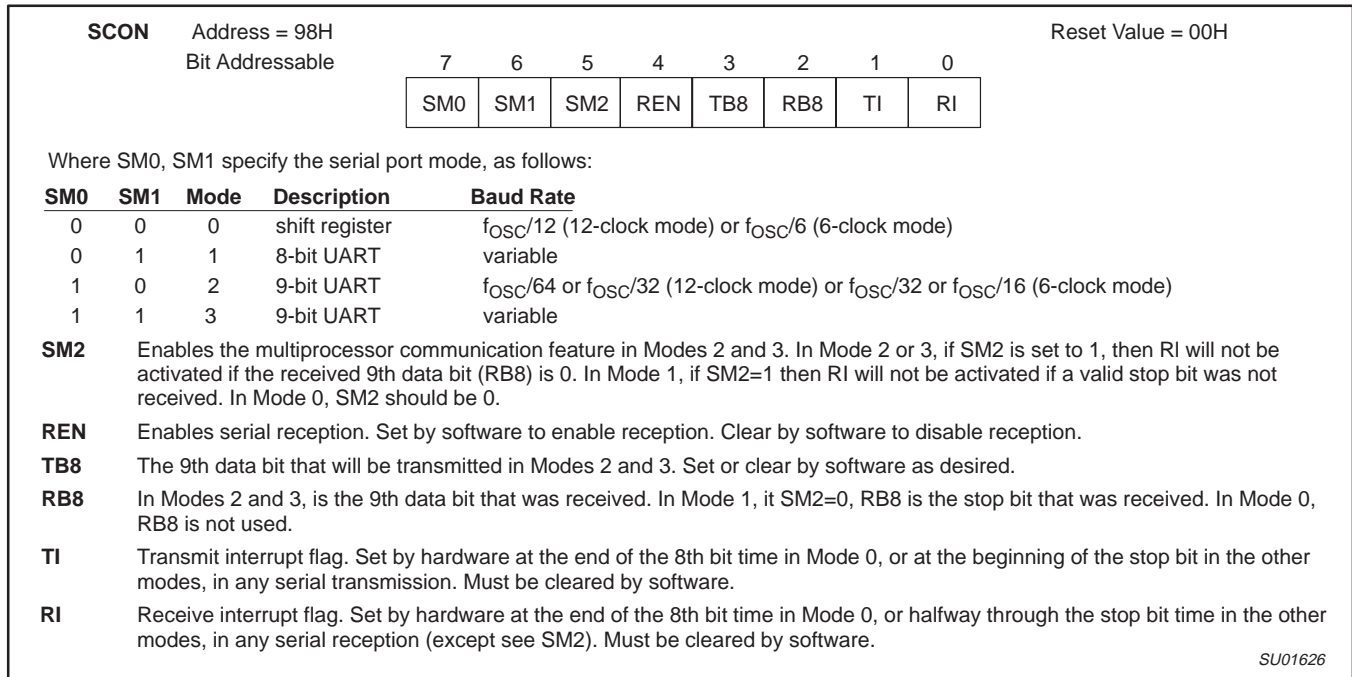 SCON Address = 98H Reset Value = 00H
Bit Addressable 7 6 5 4 3 2 1 0
SM0 SM1 SM2 REN TB8 RB8 TI RI
Where SM0, SM1 specify the serial port mode, as follows:
SM0 SM1 Mode Description Baud Rate
0 0 0 shift register fOSC/12 (12-clock mode) or fOSC/6 (6-clock mode)
0 1 1 8-bit UART variable
1 0 2 9-bit UART fOSC/64 or fOSC/32 (12-clock mode) or fOSC/32 or fOSC/16 (6-clock mode)
1 1 3 9-bit UART variable
SM2 Enables the multiprocessor communication feature in Modes 2 and 3. In Mode 2 or 3, if SM2 is set to 1, then RI will not be
activated if the received 9th data bit (RB8) is 0. In Mode 1, if SM2=1 then RI will not be activated if a valid stop bit was not
received. In Mode 0, SM2 should be 0.
REN Enables serial reception. Set by software to enable reception. Clear by software to disable reception.
TB8 The 9th data bit that will be transmitted in Modes 2 and 3. Set or clear by software as desired.
RB8 In Modes 2 and 3, is the 9th data bit that was received. In Mode 1, it SM2=0, RB8 is the stop bit that was received. In Mode 0,
RB8 is not used.
TI Transmit interrupt flag. Set by hardware at the end of the 8th bit time in Mode 0, or at the beginning of the stop bit in the other
modes, in any serial transmission. Must be cleared by software.
RI Receive interrupt flag. Set by hardware at the end of the 8th bit time in Mode 0, or halfway through the stop bit time in the other
modes, in any serial reception (except see SM2). Must be cleared by software.
SU01626